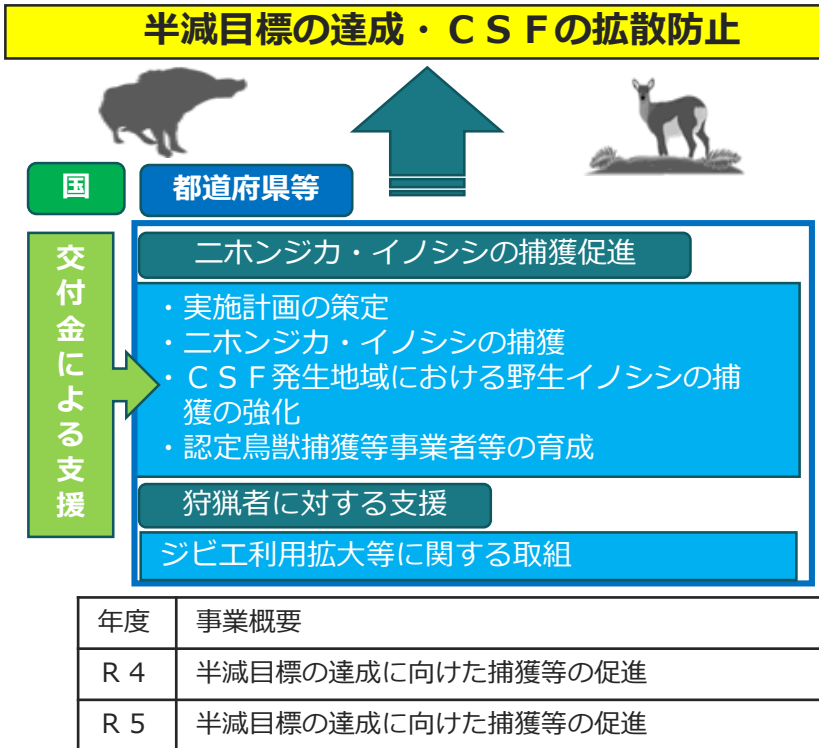 半減目標の達成・ＣＳＦの拡散防止
国
都道府県等
交付金による支援
ニホンジカ・イノシシの捕獲促進
・実施計画の策定
・ニホンジカ・イノシシの捕獲
・ＣＳＦ発生地域における野生イノシシの捕
獲の強化
・認定鳥獣捕獲等事業者等の育成
狩猟者に対する支援
ジビエ利用拡大等に関する取組
年度 事業概要
Ｒ４ 半減目標の達成に向けた捕獲等の促進
Ｒ５ 半減目標の達成に向けた捕獲等の促進